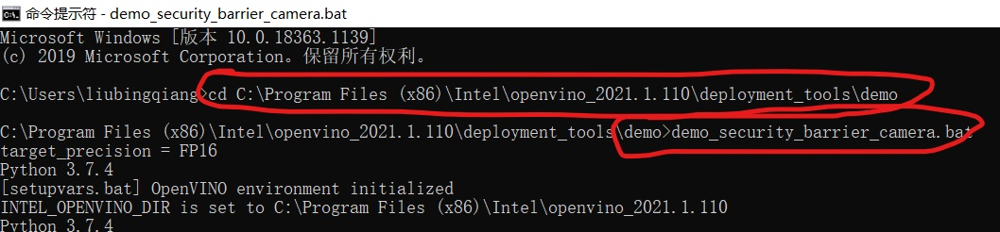 命令提示符 - demo_security_barrier_camera.bat
Microsoft Windows [版本 10.0.18363.1139]
(c) 2019 Microsoft Corporation。保留所有权利。
C:\Users\liubingqiang>cd C:\Program Files (x86)\Intel\openvino_2021.1.110\deployment_tools\demo
C:\Program Files (x86)\Intel\openvino_2021.1.110\deployment_tools\demo>demo_security_barrier_camera.bat
target_precision = FP16
Python 3.7.4
[setupvars.bat] OpenVINO environment initialized
INTEL_OPENVINO_DIR is set to C:\Program Files (x86)\Intel\openvino_2021.1.110
Python 3.7.4